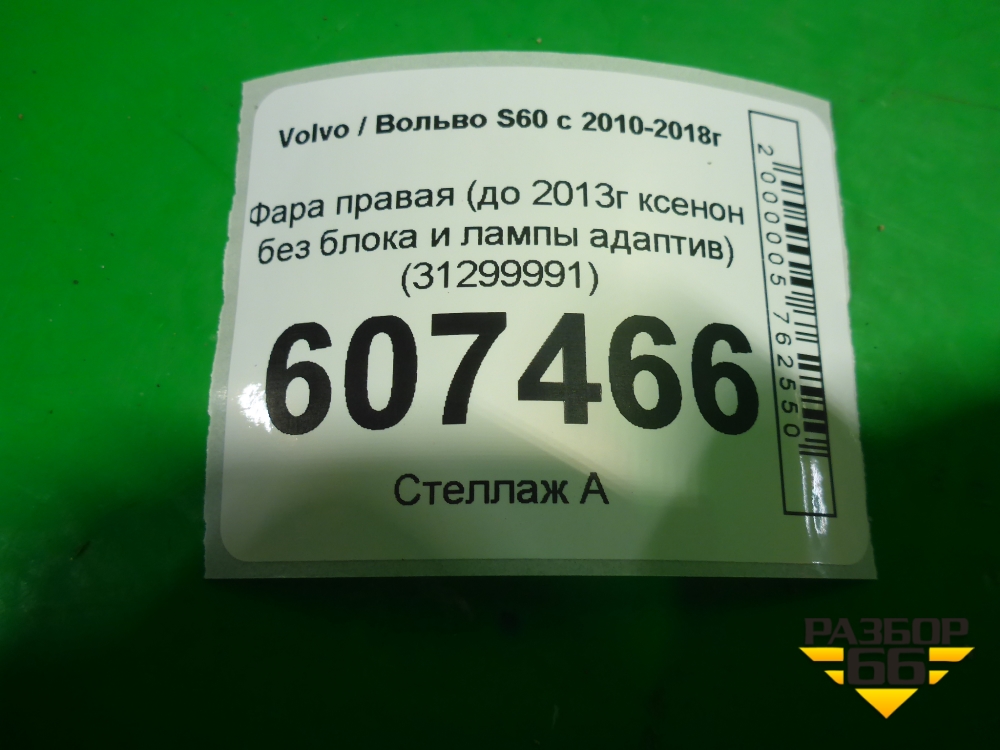 Volvo / Вольво S60 с 2010-2018г
Фара правая (до 2013г ксенон
без блока и лампы адаптив)
(31299991)
607466
Стеллаж А
2000005762550
РАЗБОР
66